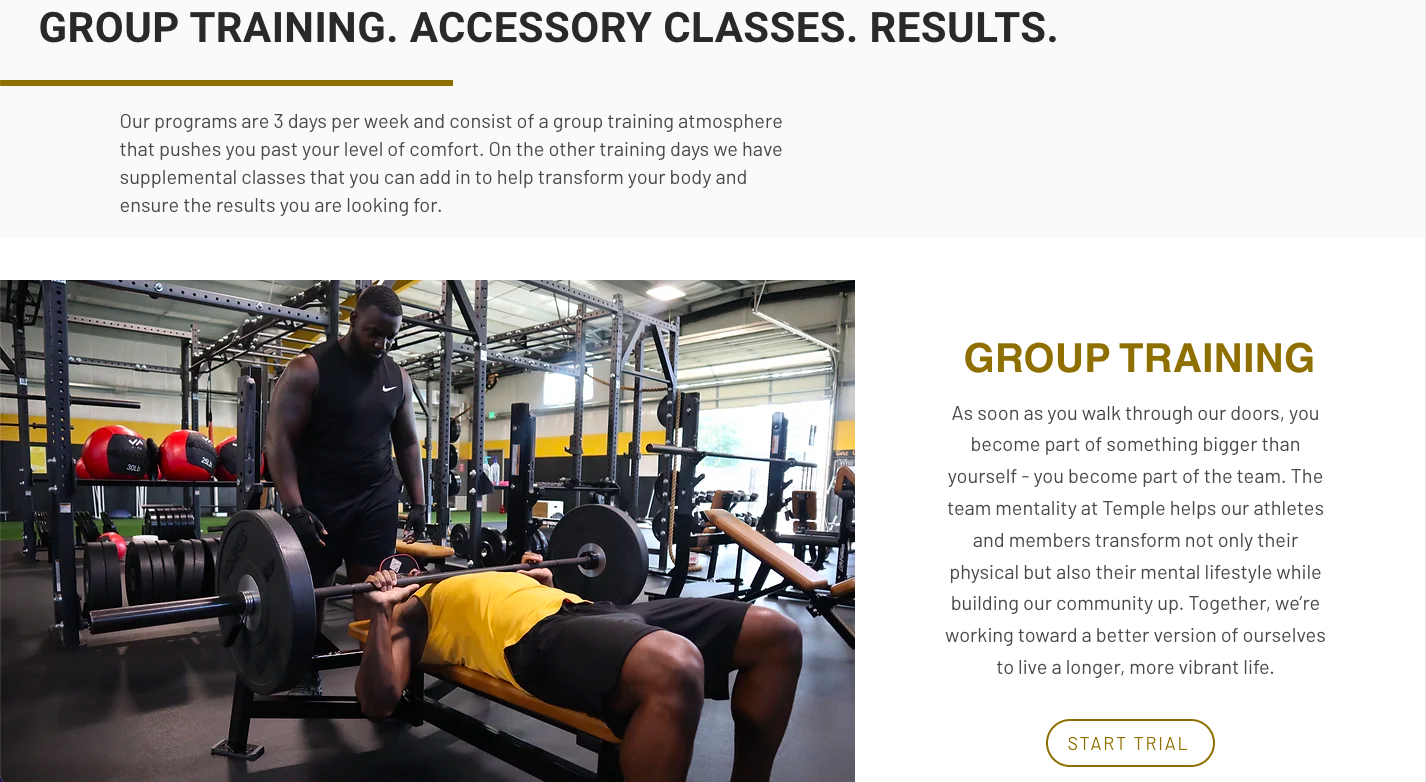 GROUP TRAINING. ACCESSORY CLASSES. RESULTS.
Our programs are 3 days per week and consist of a group training atmosphere
that pushes you past your level of comfort. On the other training days we have
supplemental classes that you can add in to help transform your body and
ensure the results you are looking for.
30LB
25LB
GROUP TRAINING
As soon as you walk through our doors, you
become part of something bigger than
yourself - you become part of the team. The
team mentality at Temple helps our athletes
and members transform not only their
physical but also their mental lifestyle while
building our community up. Together, we’re
working toward a better version of ourselves
to live a longer, more vibrant life.
START TRIAL